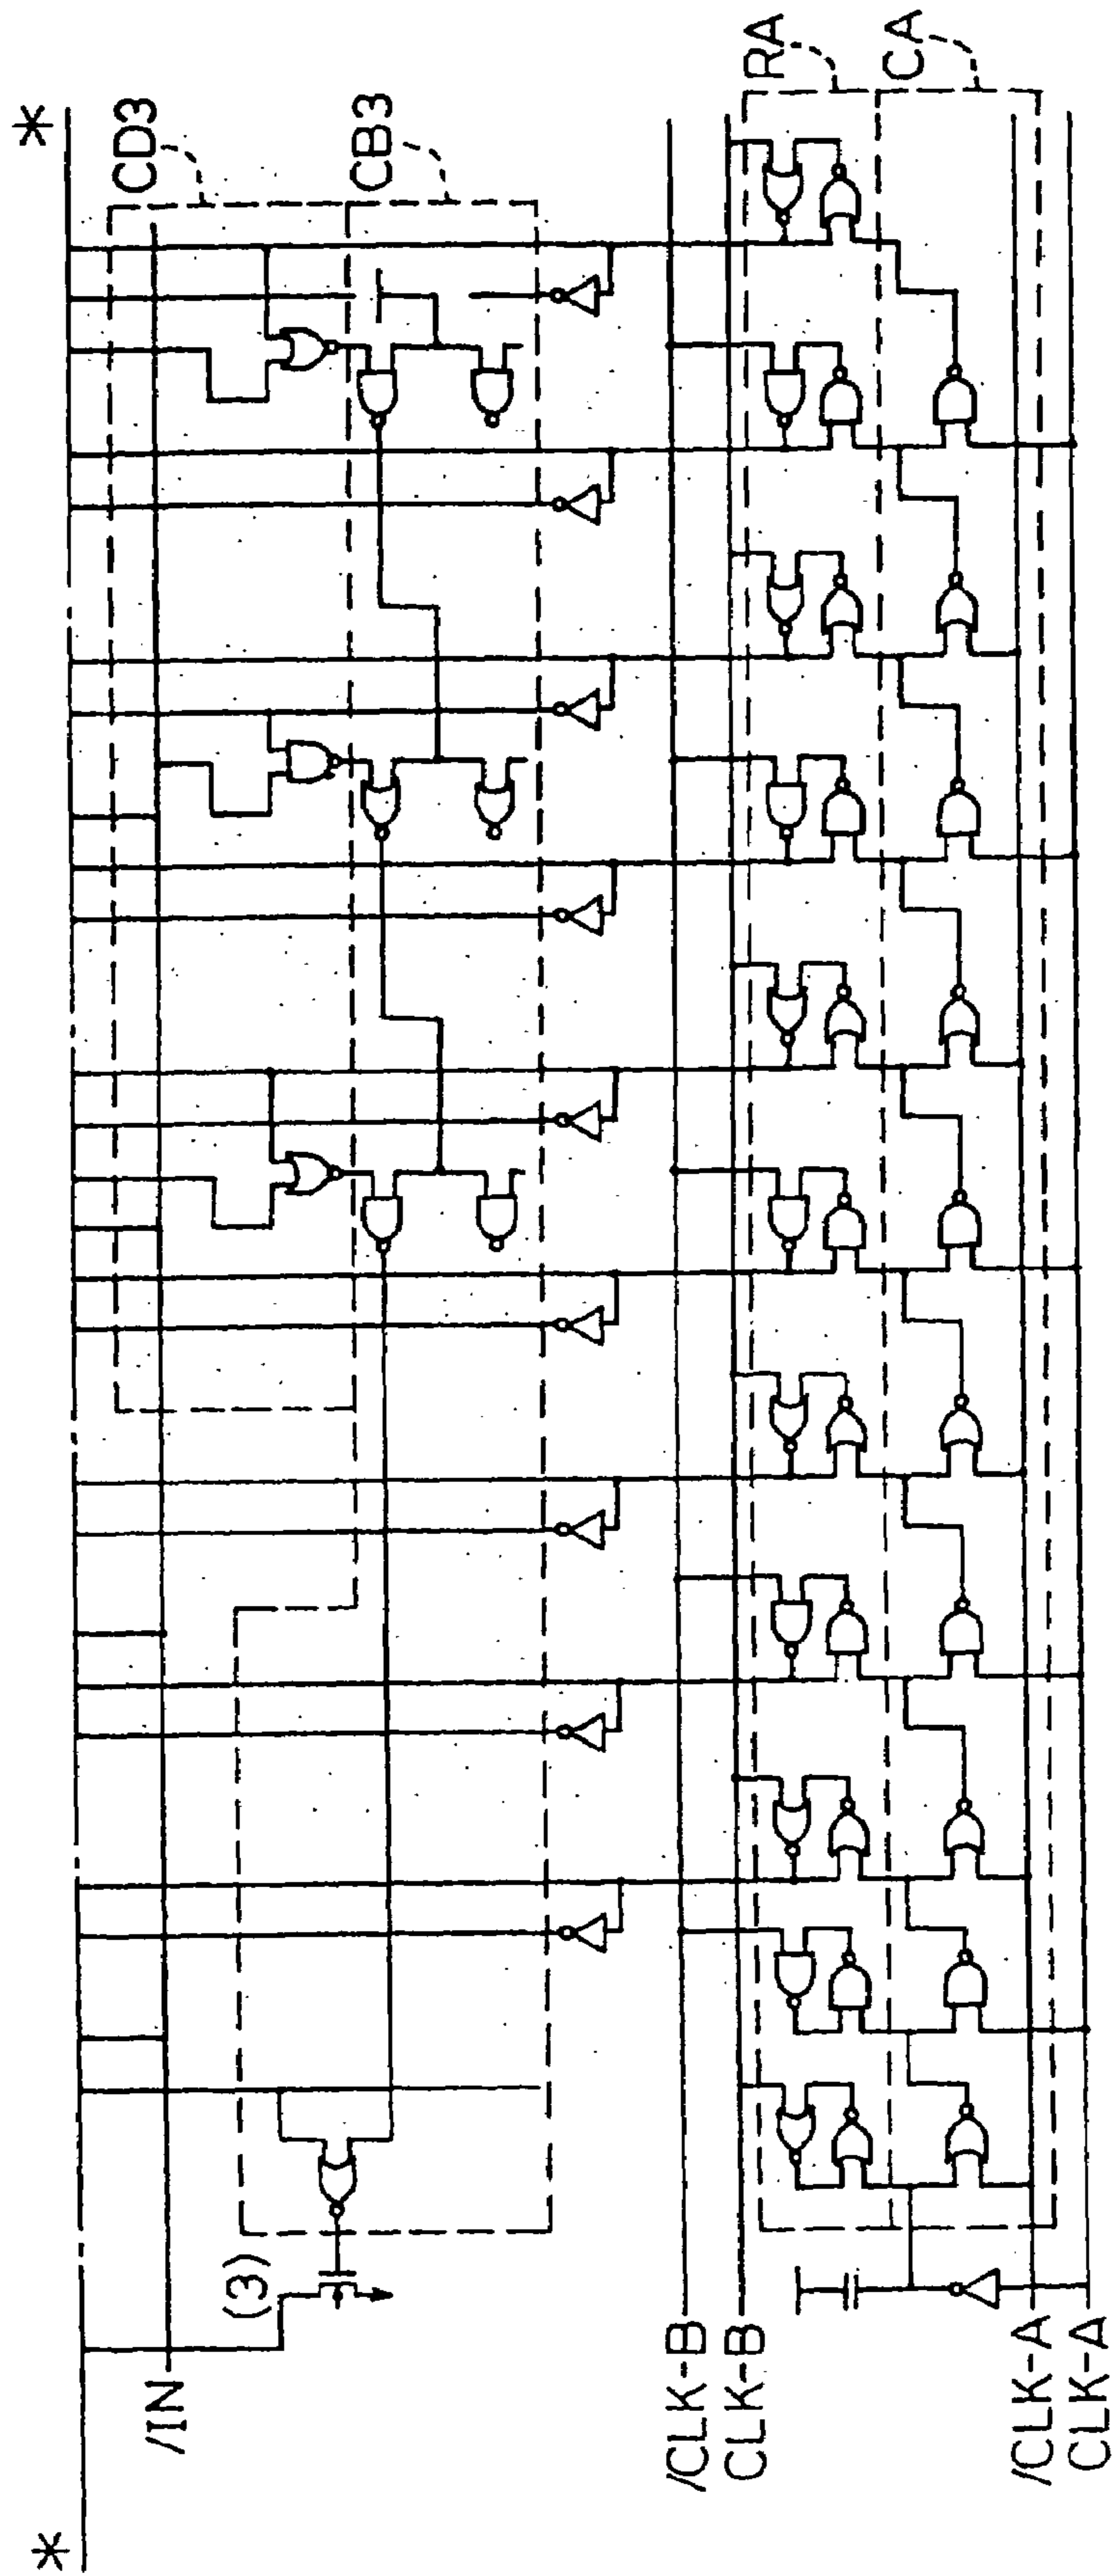 *
*
CD3
CB3
RA
CA
/IN
(3)
/CLK-B
CLK-B
/CLK-A
CLK-A